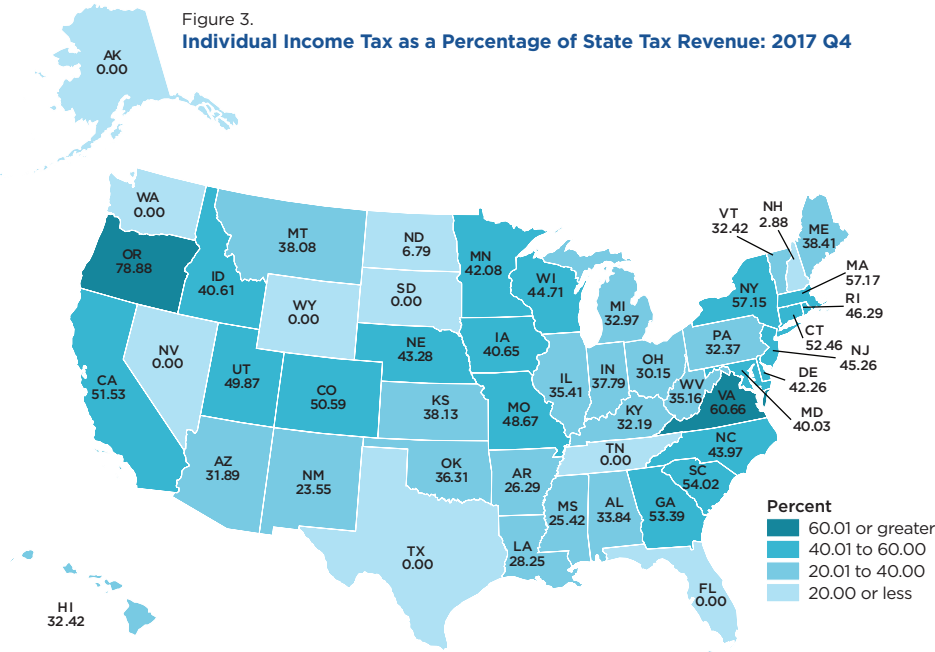 Figure 3.
Individual Income Tax as a Percentage of State Tax Revenue: 2017 Q4
AK
0.00
WA
0.00
OR
78.88
ID
40.61
MT
38.08
ND
6.79
MN
42.08
WI
44.71
MI
32.97
VT
32.42
NH
2.88
ME
38.41
MA
57.17
NY
57.15
RI
46.29
CT
52.46
NJ
45.26
PA
32.37
DE
42.26
MD
40.03
WY
0.00
SD
0.00
NE
43.28
IA
40.65
NV
0.00
UT
49.87
CO
50.59
CA
51.53
KS
38.13
MO
48.67
IL
35.41
IN
37.79
OH
30.15
WV
35.16
VA
60.66
KY
32.19
NC
43.97
TN
0.00
SC
54.02
AZ
31.89
NM
23.55
OK
36.31
AR
26.29
MS
25.42
AL
33.84
GA
53.39
LA
28.25
TX
0.00
FL
0.00
HI
32.42
Percent
60.01 or greater
40.01 to 60.00
20.01 to 40.00
20.00 or less